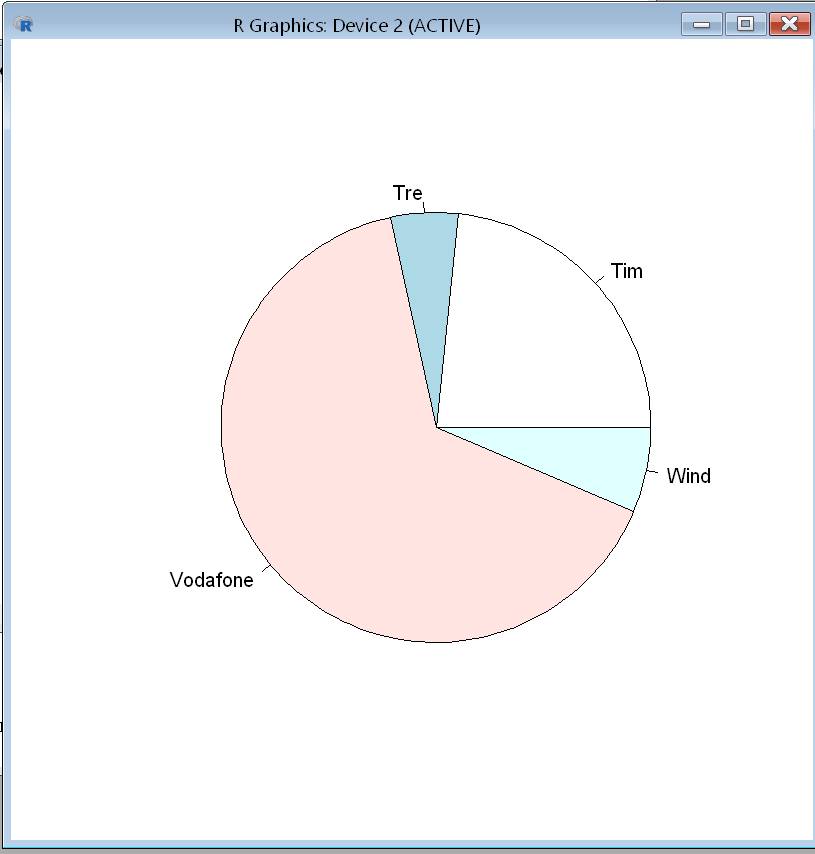 R Graphics: Device 2 (ACTIVE)
Tre
Tim
Wind
Vodafone